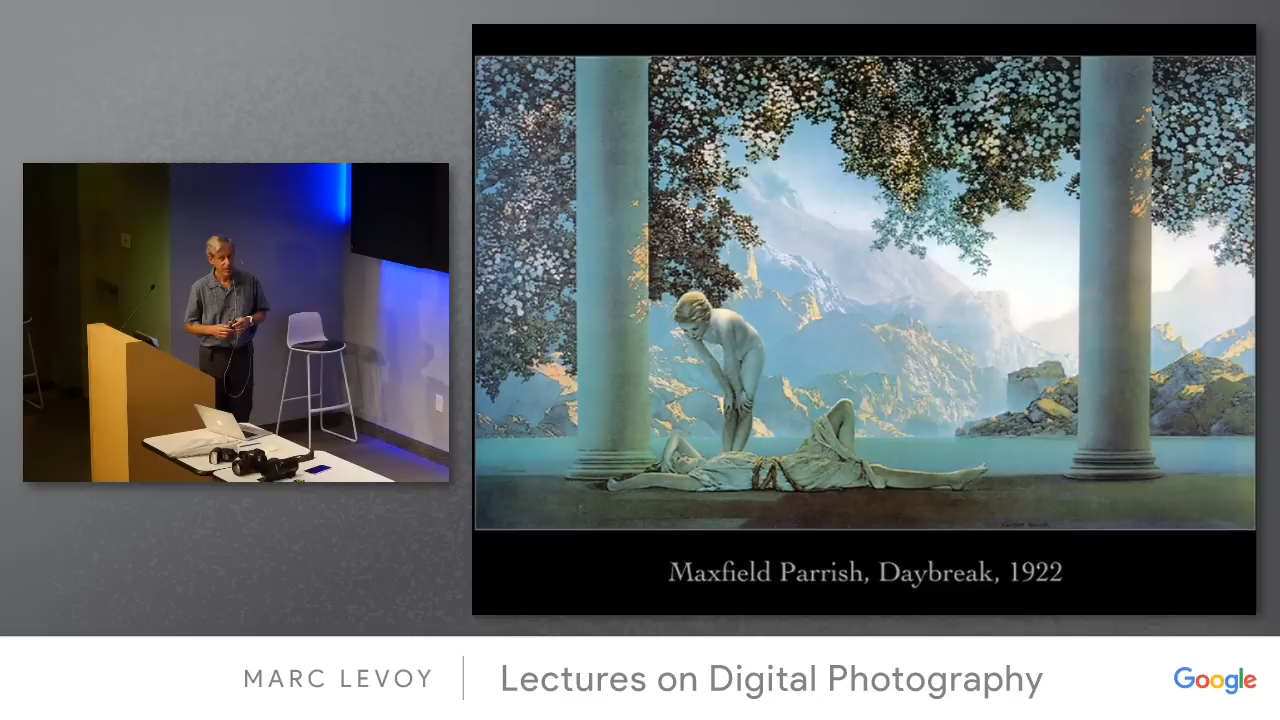 Maxfield Parrish, Daybreak, 1922
MARC LEVOY
Lectures on Digital Photography
Google